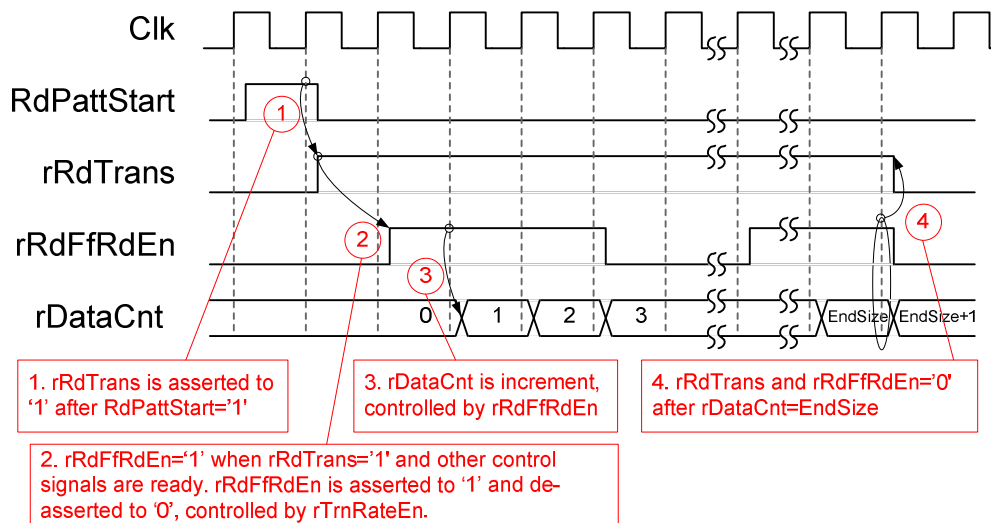 Clk
RdPattStart
1
rRdTrans
rRdFfRdEn
2
3
4
rDataCnt
0
1
2
3
EndSize
EndSize+1
1. rRdTrans is asserted to
‘1’ after RdPattStart='1'
3. rDataCnt is increment,
controlled by rRdFfRdEn
4. rRdTrans and rRdFfRdEn='0'
after rDataCnt=EndSize
2. rRdFfRdEn=‘1’ when rRdTrans='1' and other control
signals are ready. rRdFfRdEn is asserted to ‘1’ and de-
asserted to ‘0’, controlled by rTrnRateEn.